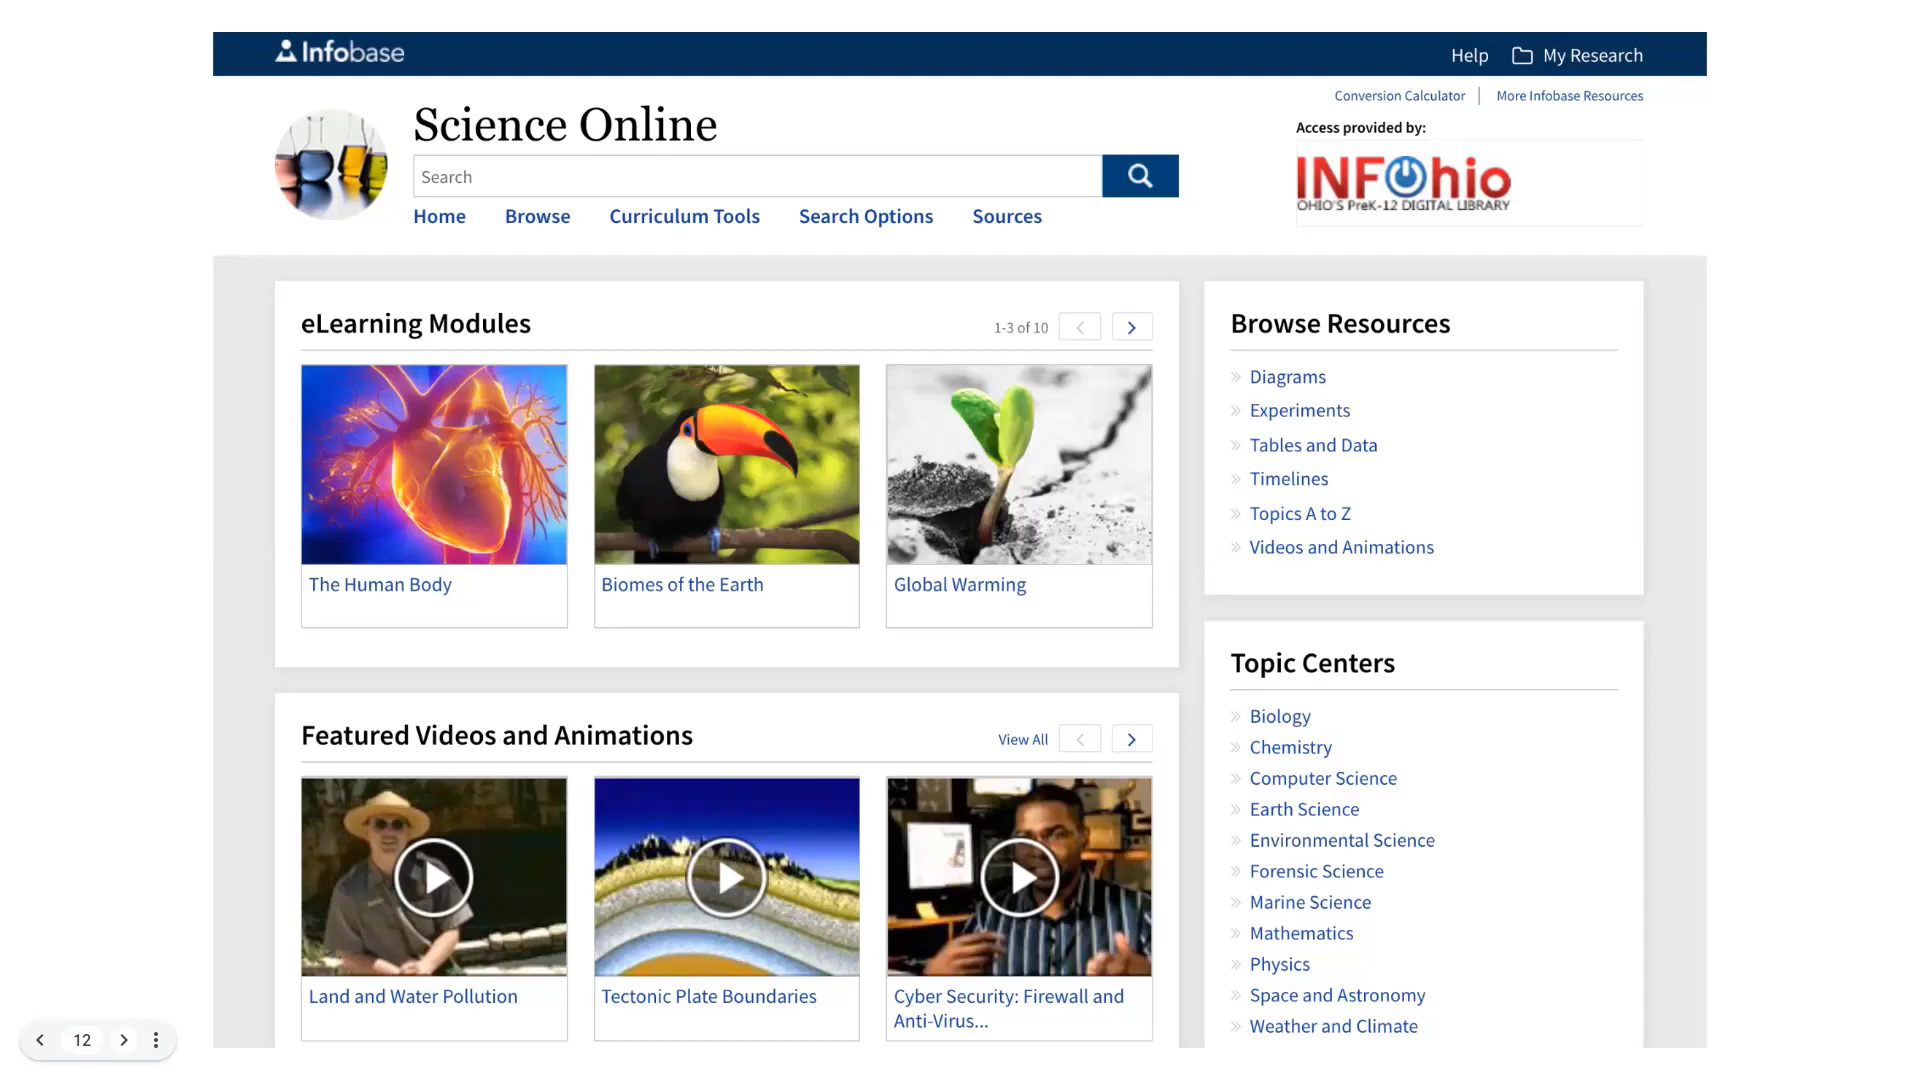 Infobase
Help My Research
Conversion Calculator | More Infobase Resources
Science Online
Access provided by:
INFOhio
OHIO'S PreK-12 DIGITAL LIBRARY
Search
Home Browse Curriculum Tools Search Options Sources
eLearning Modules
1-3 of 10
The Human Body
Biomes of the Earth
Global Warming
Featured Videos and Animations
View All
Land and Water Pollution
Tectonic Plate Boundaries
Cyber Security: Firewall and
Anti-Virus...
Browse Resources
Diagrams
Experiments
Tables and Data
Timelines
Topics A to Z
Videos and Animations
Topic Centers
Biology
Chemistry
Computer Science
Earth Science
Environmental Science
Forensic Science
Marine Science
Mathematics
Physics
Space and Astronomy
Weather and Climate
12